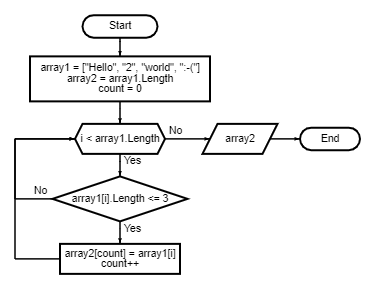 Start
array1 = ["Hello", "2", "world", ":-("]
array2 = array1.Length
count = 0
i < array1.Length
No
array2
End
Yes
No
array1[i].Length <= 3
Yes
array2[count] = array1[i]
count++